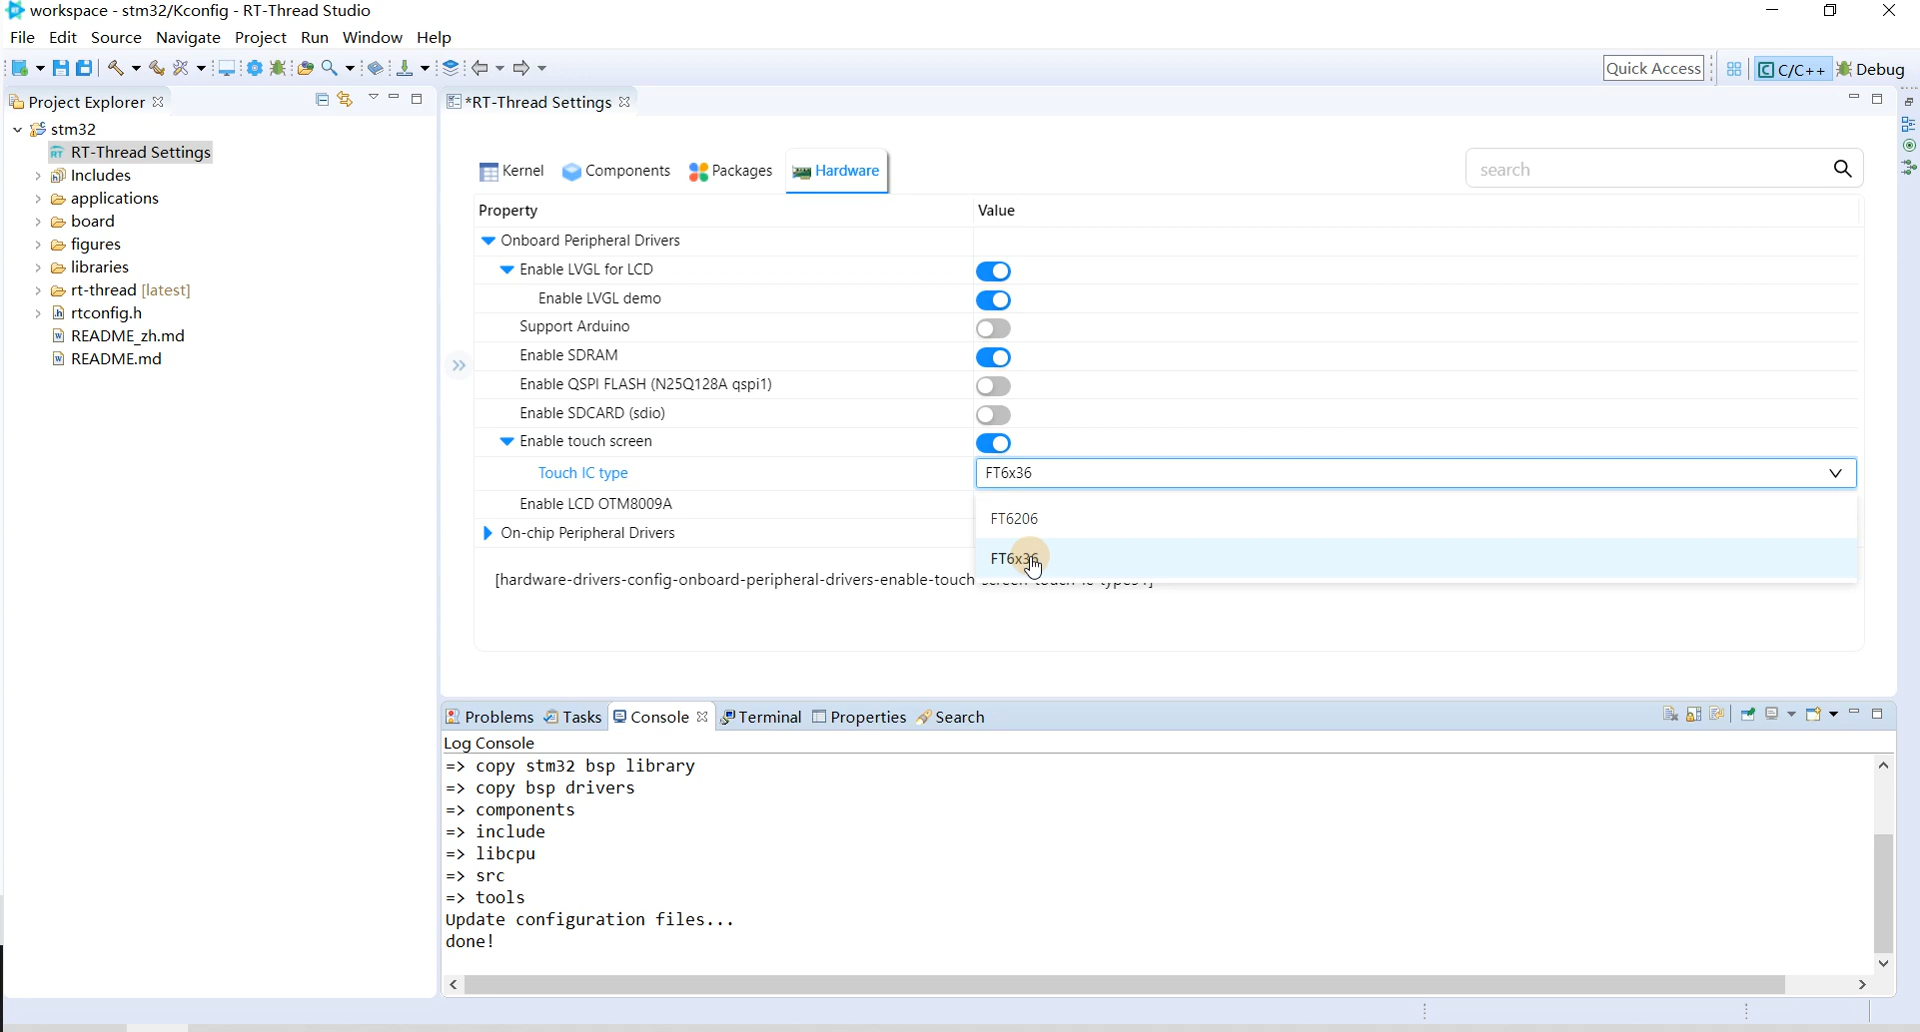 workspace - stm32/Kconfig - RT-Thread Studio
File Edit Source Navigate Project Run Window Help
Quick Access C/C++ Debug
Project Explorer
*RT-Thread Settings
stm32
RT-Thread Settings
Includes
applications
board
figures
libraries
rt-thread [latest]
rtconfig.h
README_zh.md
README.md
Kernel Components Packages Hardware search
Property Value
Onboard Peripheral Drivers
Enable LVGL for LCD
Enable LVGL demo
Support Arduino
Enable SDRAM
Enable QSPI FLASH (N25Q128A qspi1)
Enable SDCARD (sdio)
Enable touch screen
Touch IC type FT6x36
Enable LCD OTM8009A
FT6206
On-chip Peripheral Drivers
FT6x36
[hardware-drivers-config-onboard-peripheral-drivers-enable-touch
Problems Tasks Console Terminal Properties Search
Log Console
=> copy stm32 bsp library
=> copy bsp drivers
=> components
=> include
=> libcpu
=> src
=> tools
Update configuration files...
done!